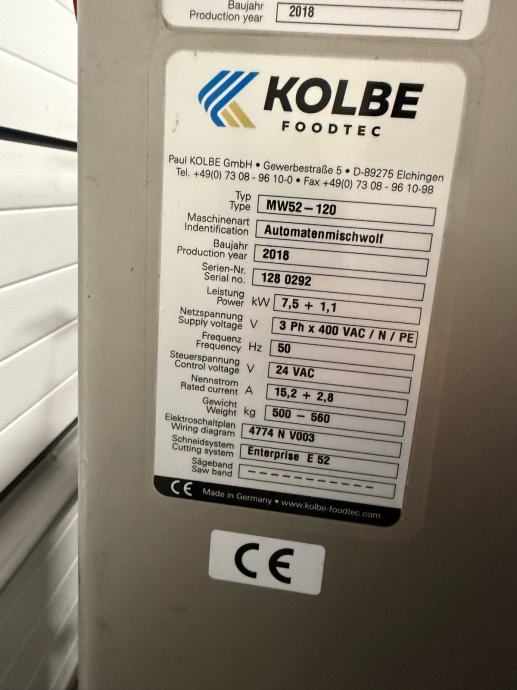 Baujahr
Production year 2018
KOLBE
FOODTEC
Paul KOLBE GmbH • Gewerbestraße 5 • D-89275 Elchingen
Tel. +49(0) 73 08 - 96 10-0 • Fax +49(0) 73 08 - 96 10-98
Typ
Type MW52-120
Maschinenart
Indentification Automatenmischwolf
Baujahr
Production year 2018
Serien-Nr.
Serial no. 128 0292
Leistung
Power kW 7,5 + 1,1
Netzspannung
Supply voltage V 3 Ph x 400 VAC / N / PE
Frequenz
Frequency Hz 50
Steuerspannung
Control voltage V 24 VAC
Nennstrom
Rated current A 15,2 + 2,8
Gewicht
Weight kg 500 - 560
Elektroschaltplan
Wiring diagram 4774 N V003
Schneidsystem
Cutting system Enterprise E 52
Sägeband
Saw band - - - - - - - - - - - -
CE Made in Germany • www.kolbe-foodtec.com
CE